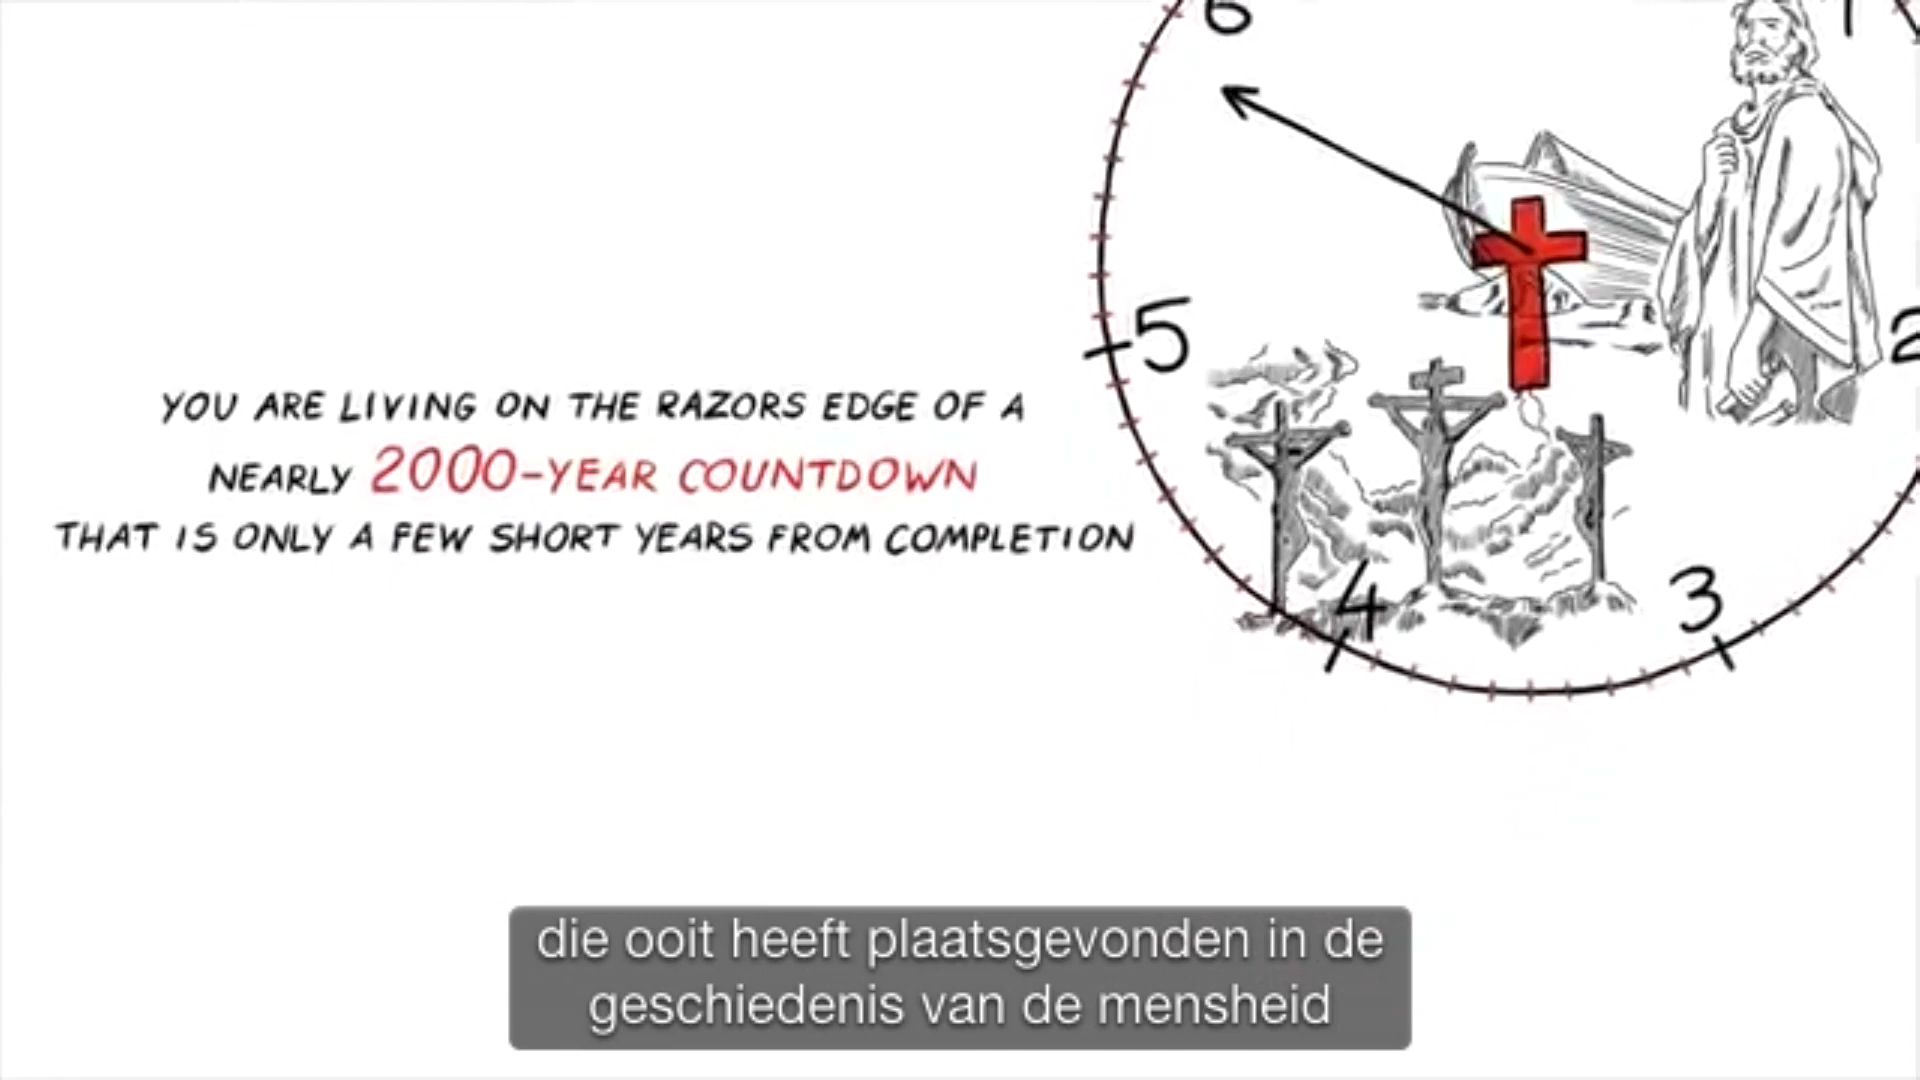 6
1
5
2
YOU ARE LIVING ON THE RAZORS EDGE OF A
NEARLY 2000-YEAR COUNTDOWN
THAT IS ONLY A FEW SHORT YEARS FROM COMPLETION
4
3
die ooit heeft plaatsgevonden in de
geschiedenis van de mensheid